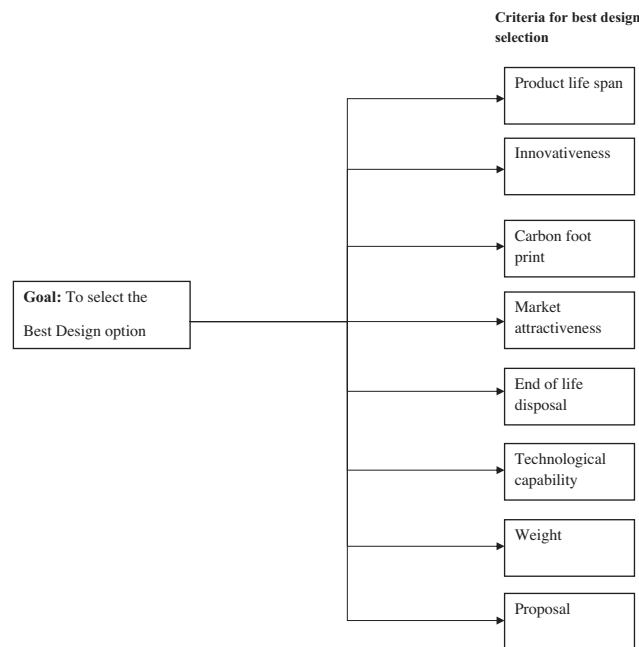 Criteria for best design
selection
Product life span
Innovativeness
Carbon foot
print
Goal: To select the
Best Design option
Market
attractiveness
End of life
disposal
Technological
capability
Weight
Proposal